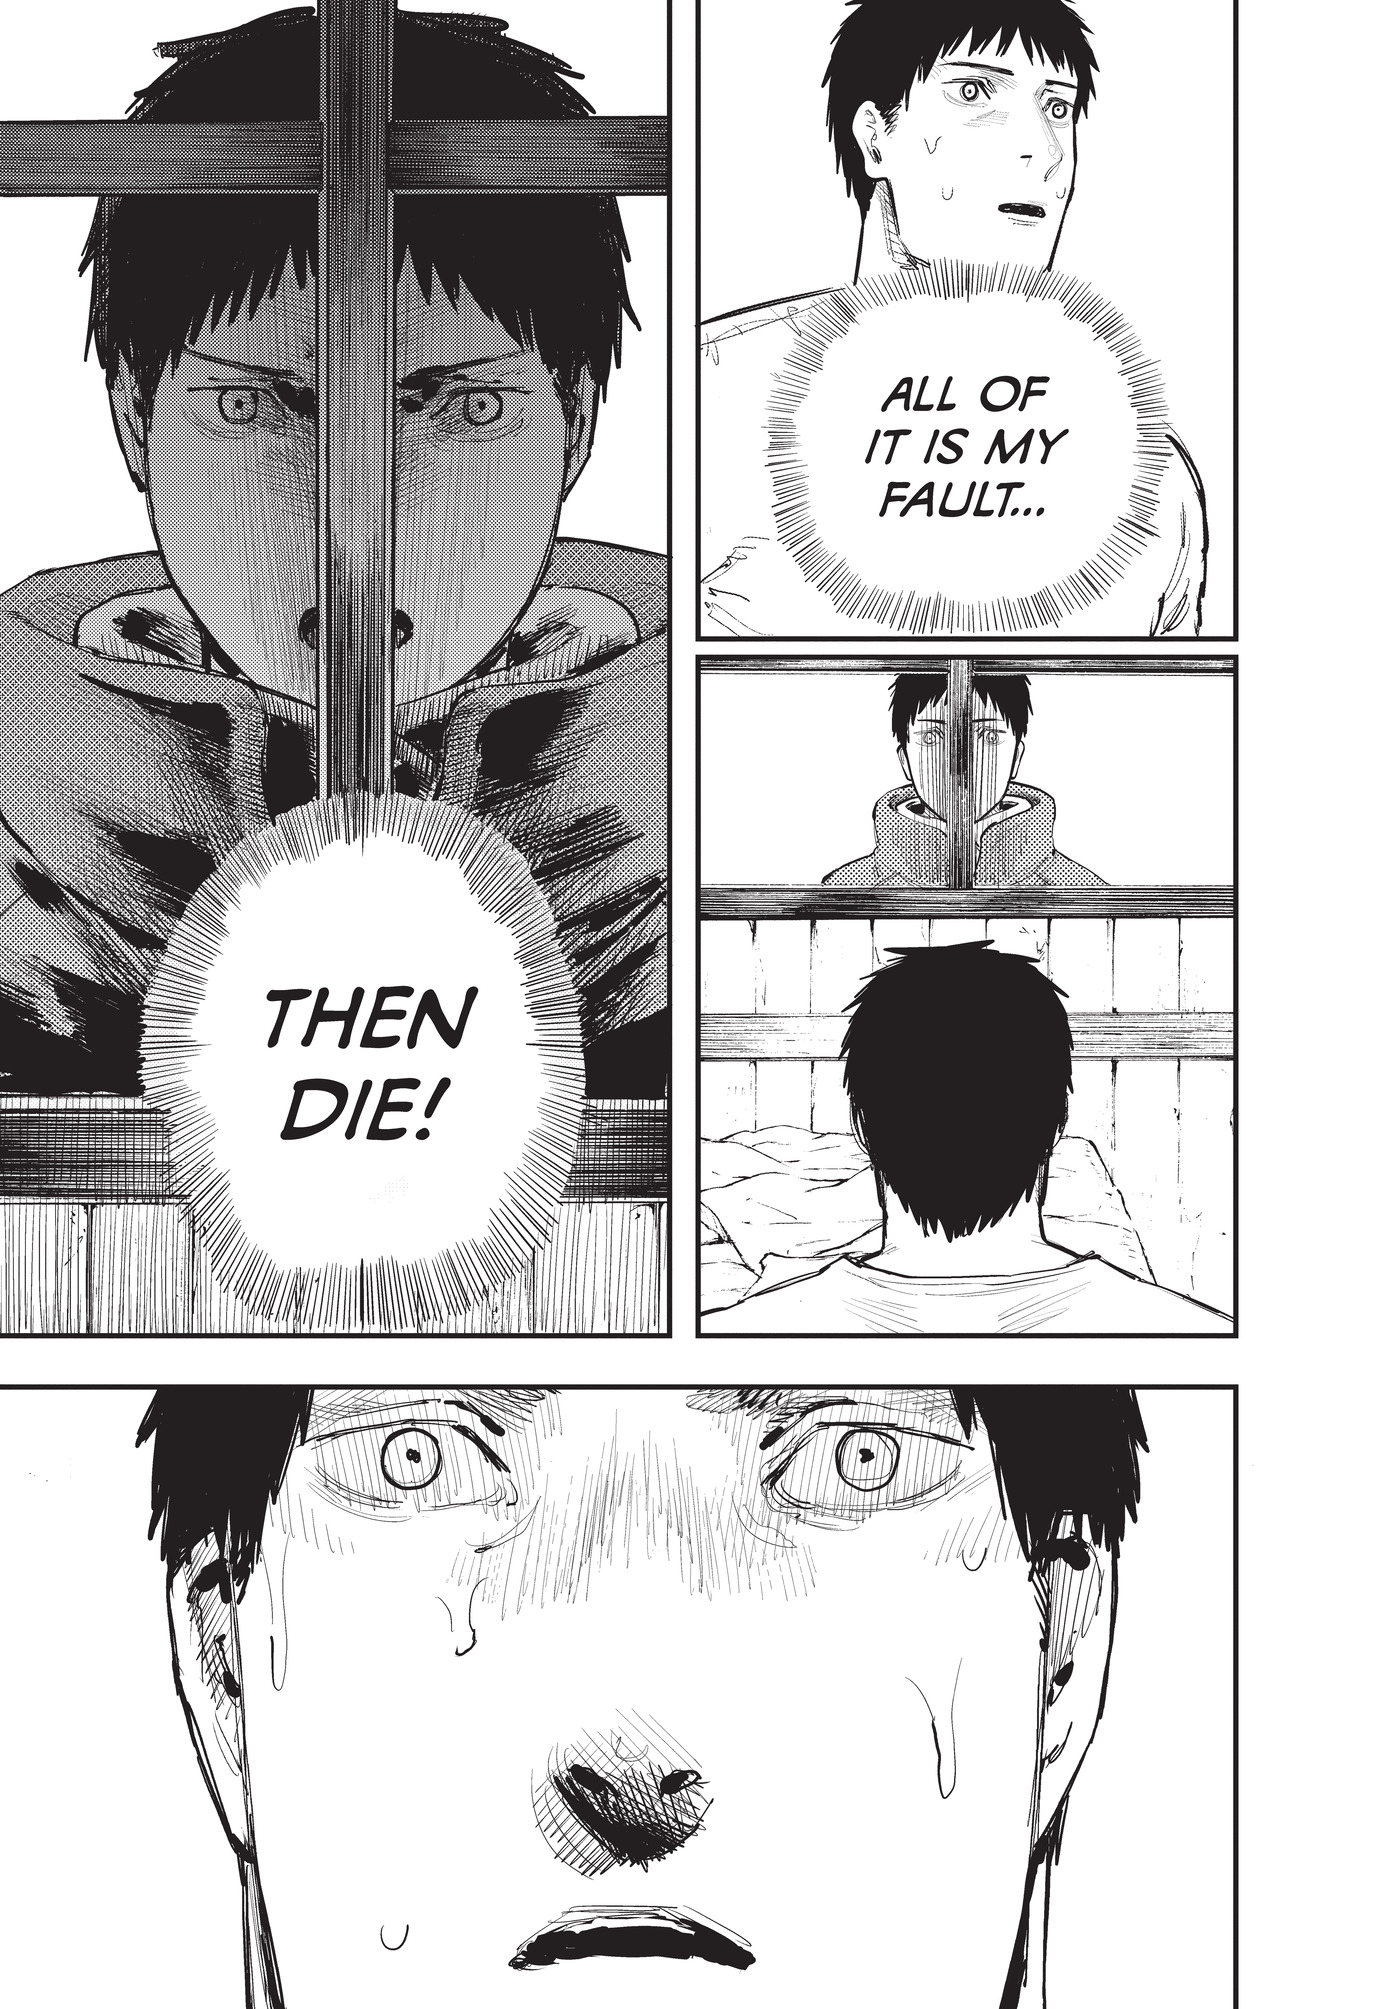 ALL OF
IT IS MY
FAULT...
THEN
DIE!